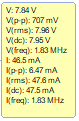 V: 7.84 V
V(p-p): 707 mV
V(rms): 7.96 V
V(dc): 7.95 V
V(freq): 1.83 MHz
I: 46.5 mA
I(p-p): 6.47 mA
I(rms): 47.6 mA
I(dc): 47.5 mA
I(freq): 1.83 MHz